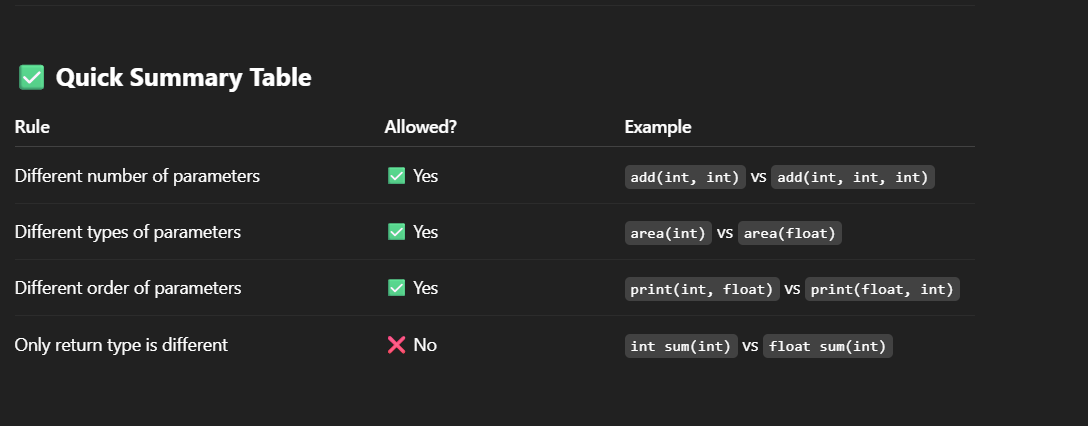 ✅ Quick Summary Table
Rule Allowed? Example
Different number of parameters ✅ Yes add(int, int) vs add(int, int, int)
Different types of parameters ✅ Yes area(int) vs area(float)
Different order of parameters ✅ Yes print(int, float) vs print(float, int)
Only return type is different ❌ No int sum(int) vs float sum(int)